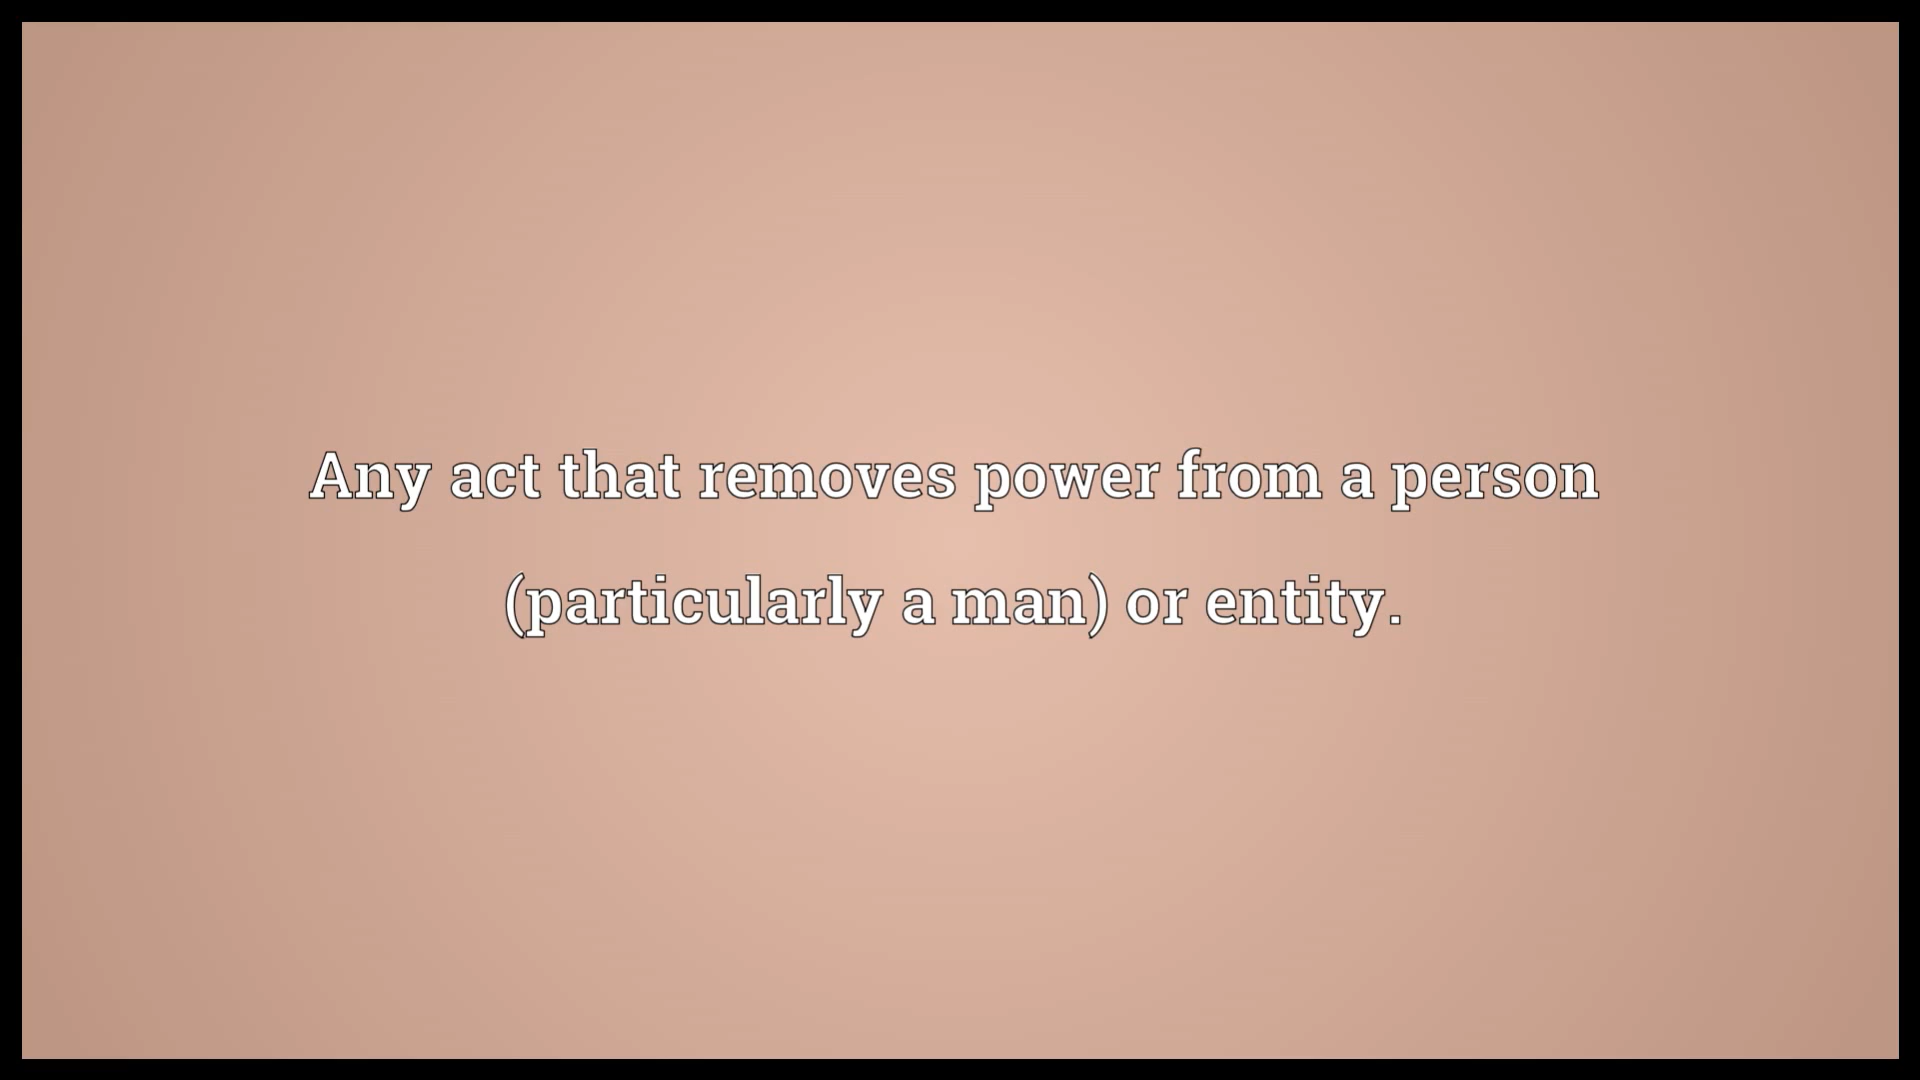 Any act that removes power from a person
(particularly a man) or entity.